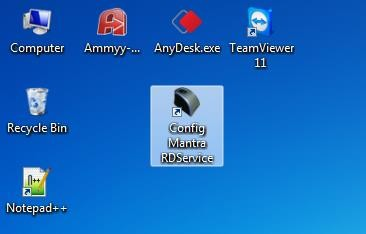 Computer
Ammyy-...
AnyDesk.exe
TeamViewer
11
Recycle Bin
Config
Mantra
RDService
Notepad++